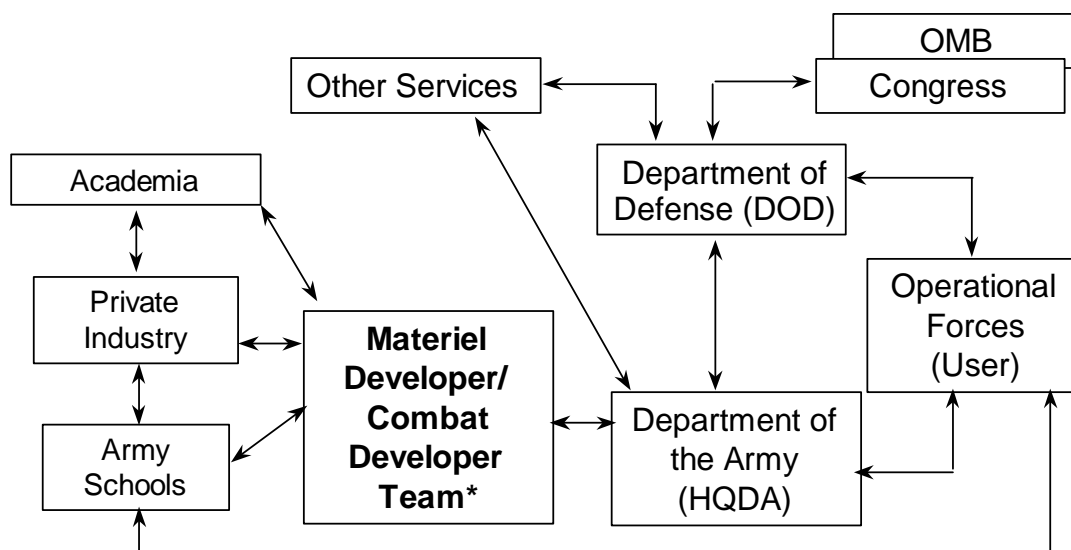 OMB
Congress
Other Services
Department of
Defense (DOD)
Academia
Operational
Forces
(User)
Private
Industry
Materiel
Developer/
Combat
Developer
Team*
Department of
the Army
(HQDA)
Army
Schools